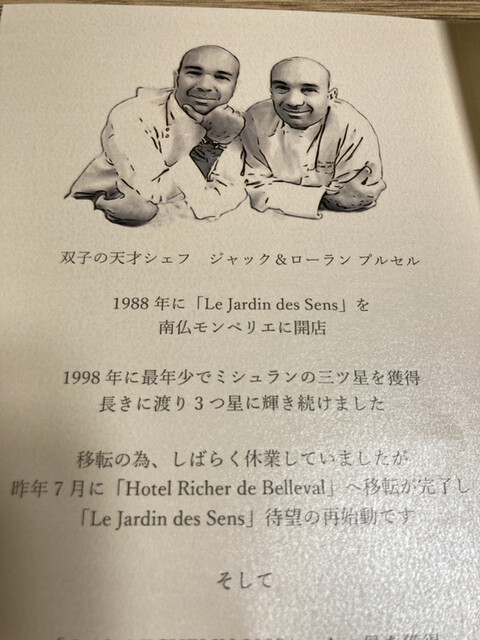 双子の天才シェフ　ジャック＆ローラン プルセル
1988 年に「Le Jardin des Sens」を
南仏モンペリエに開店
1998 年に最年少でミシュランの三ツ星を獲得
長きに渡り 3 つ星に輝き続けました
移転の為、しばらく休業していましたが
昨年 7 月に「Hotel Richer de Belleval」へ移転が完了し
「Le Jardin des Sens」待望の再始動です
そして